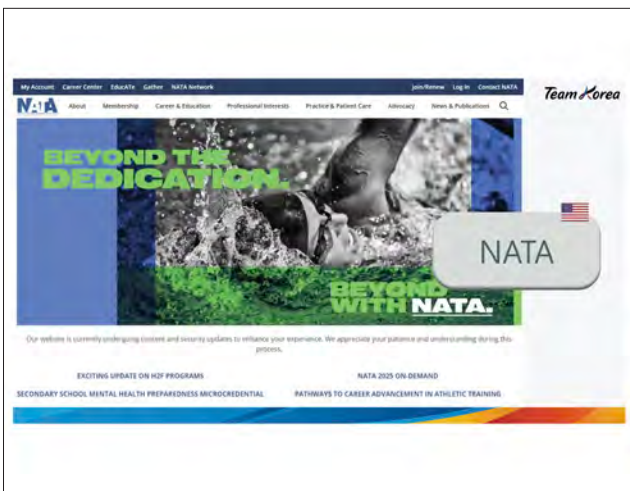 My Account Career Center EducATe Gather NATA Network Join/Renew Log In Contact NATA
Team Korea
NATA About Membership Career & Education Professional Interests Practice & Patient Care Advocacy News & Publications
BEYOND THE
DEDICATION.
NATA
BEYOND
WITH NATA.
Our website is currently undergoing content and security updates to enhance your experience. We appreciate your patience and understanding during this
process.
EXCITING UPDATE ON H2F PROGRAMS NATA 2025 ON-DEMAND
SECONDARY SCHOOL MENTAL HEALTH PREPAREDNESS MICROCREDENTIAL PATHWAYS TO CAREER ADVANCEMENT IN ATHLETIC TRAINING